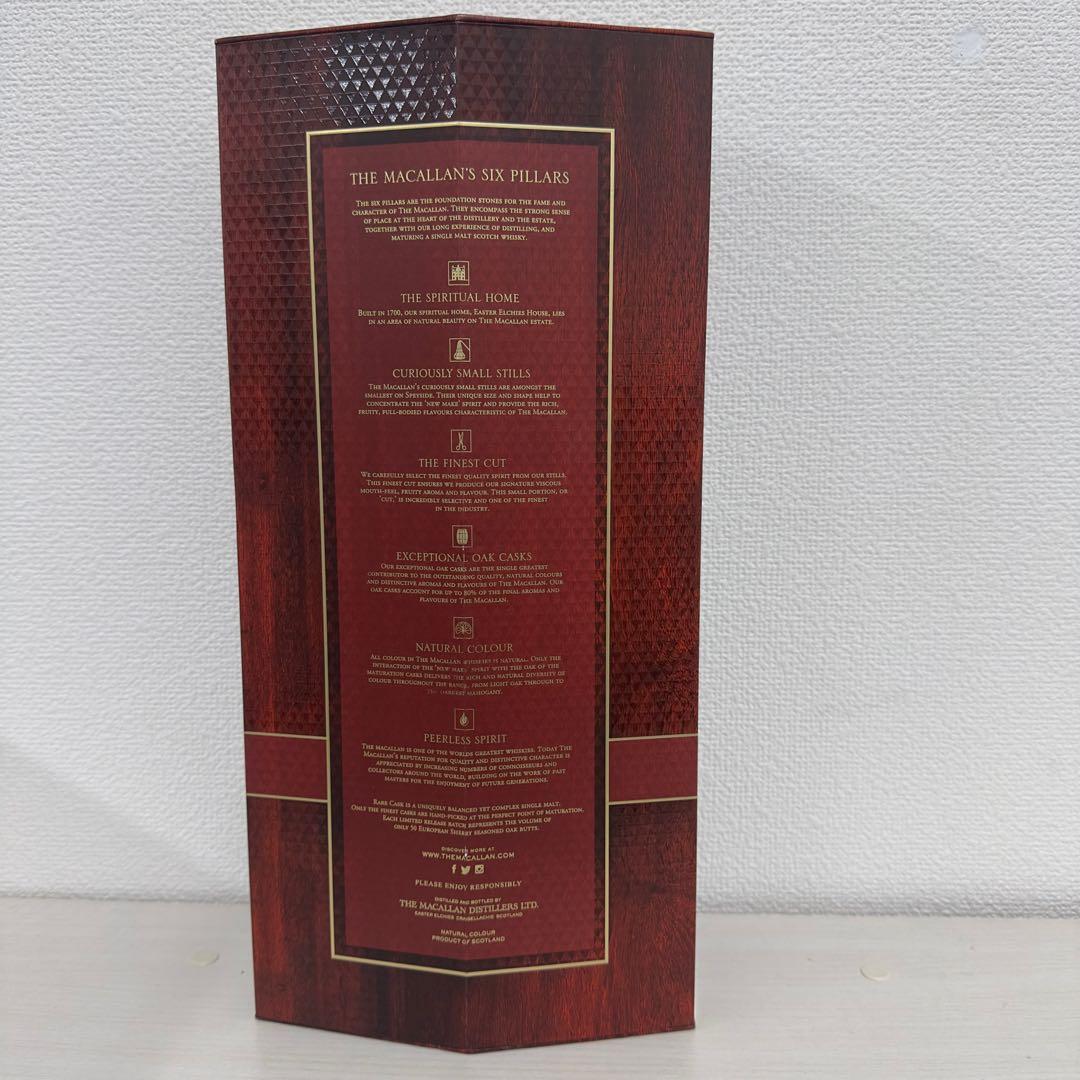 THE MACALLAN'S SIX PILLARS
THE SIX PILLARS ARE THE FOUNDATION STONES FOR THE FAME AND
CHARACTER OF THE MACALLAN. THEY ENCOMPASS THE STRONG SENSE
OF PLACE AT THE HEART OF THE DISTILLERY AND THE ESTATE,
TOGETHER WITH OUR LONG EXPERIENCE OF DISTILLING, AND
MATURING A SINGLE MALT SCOTCH WHISKY.
THE SPIRITUAL HOME
BUILT IN 1700, OUR SPIRITUAL HOME, EASTER ELCHIES HOUSE, LIES
IN AN AREA OF NATURAL BEAUTY ON THE MACALLAN ESTATE.
CURIOUSLY SMALL STILLS
THE MACALLAN'S CURIOUSLY SMALL STILLS ARE AMONGST THE
SMALLEST ON SPEYSIDE. THEIR UNIQUE SIZE AND SHAPE HELP TO
CONCENTRATE THE 'NEW MAKE' SPIRIT AND PROVIDE THE RICH,
FRUITY, FULL-BODIED FLAVOURS CHARACTERISTIC OF THE MACALLAN.
THE FINEST CUT
WE CAREFULLY SELECT THE FINEST QUALITY SPIRIT FROM OUR STILLS.
THIS FINEST CUT ENSURES WE PRODUCE OUR SIGNATURE VISCOUS
MOUTH-FEEL, FRUITY AROMA AND FLAVOUR. THIS SMALL PORTION, OR
'CUT,' IS INCREDIBLY SELECTIVE AND ONE OF THE FINEST
IN THE INDUSTRY.
EXCEPTIONAL OAK CASKS
OUR EXCEPTIONAL OAK CASKS ARE THE SINGLE GREATEST
CONTRIBUTOR TO THE OUTSTANDING QUALITY, NATURAL COLOURS
AND DISTINCTIVE AROMAS AND FLAVOURS OF THE MACALLAN. OUR
OAK CASKS ACCOUNT FOR UP TO 80% OF THE FINAL AROMAS AND
FLAVOURS OF THE MACALLAN.
NATURAL COLOUR
ALL COLOUR IN THE MACALLAN WHISKIES IS NATURAL. ONLY THE
INTERACTION OF THE 'NEW MAKE' SPIRIT WITH THE OAK OF THE
MATURATION CASKS DELIVERS THE RICH AND NATURAL DIVERSITY OF
COLOUR THROUGHOUT THE RANGE, FROM LIGHT OAK THROUGH TO
THE DARKEST MAHOGANY.
PEERLESS SPIRIT
THE MACALLAN IS ONE OF THE WORLDS GREATEST WHISKIES. TODAY THE
MACALLAN'S REPUTATION FOR QUALITY AND DISTINCTIVE CHARACTER IS
APPRECIATED BY INCREASING NUMBERS OF CONNOISSEURS AND
COLLECTORS AROUND THE WORLD, BUILDING ON THE WORK OF PAST
MASTERS FOR THE ENJOYMENT OF FUTURE GENERATIONS.
RARE CASK IS A UNIQUELY BALANCED YET COMPLEX SINGLE MALT.
ONLY THE FINEST CASKS ARE HAND-PICKED AT THE PERFECT POINT OF MATURATION.
EACH LIMITED RELEASE BATCH REPRESENTS THE VOLUME OF
ONLY 50 EUROPEAN SHERRY SEASONED OAK BUTTS.
DISCOVER MORE AT
WWW.THEMACALLAN.COM
PLEASE ENJOY RESPONSIBLY
DISTILLED AND BOTTLED BY
THE MACALLAN DISTILLERS LTD.
EASTER ELCHIES CRAIGELLACHIE SCOTLAND
NATURAL COLOUR
PRODUCT OF SCOTLAND